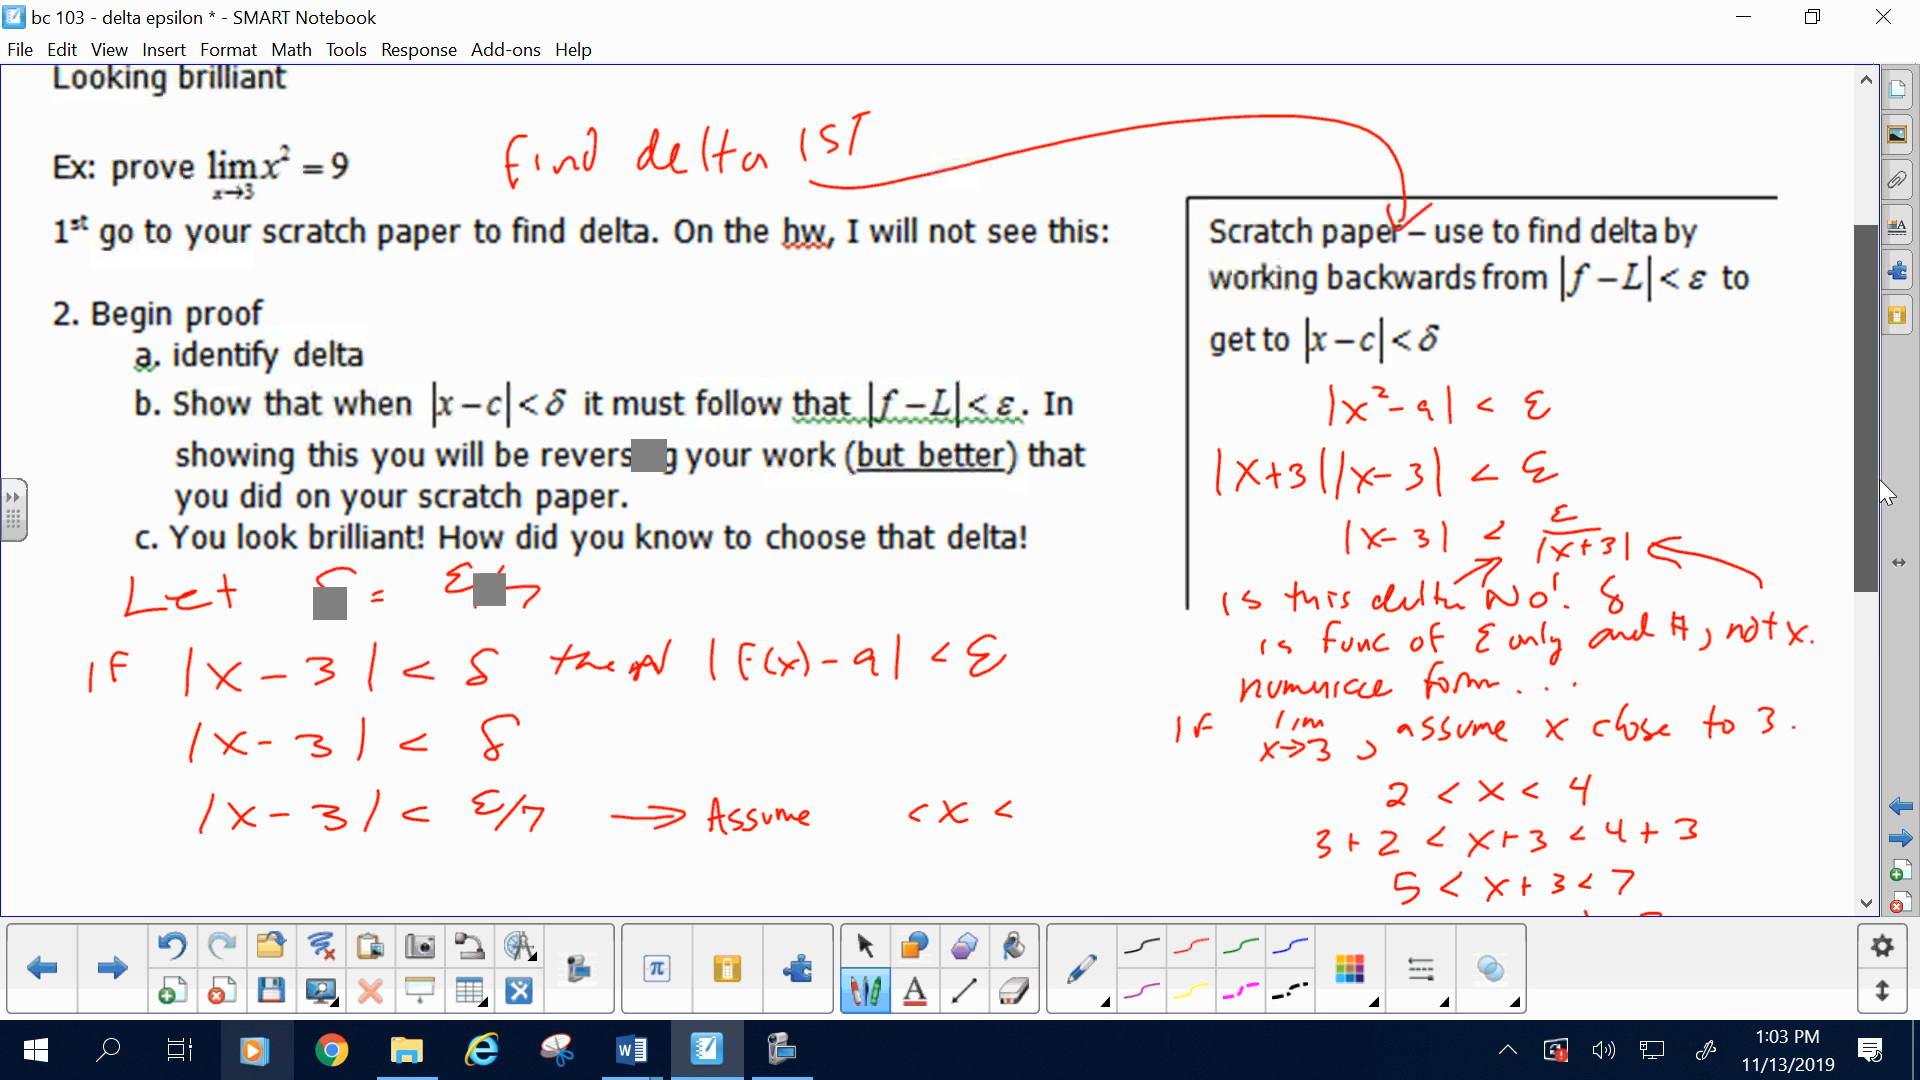 bc 103 - delta epsilon * - SMART Notebook
File Edit View Insert Format Math Tools Response Add-ons Help
Looking brilliant
Ex: prove lim x→3 x² = 9
Find delta 1ST
1st go to your scratch paper to find delta. On the hw, I will not see this:
2. Begin proof
a. identify delta
b. Show that when |x – c| < δ it must follow that |f – L| < ε. In
showing this you will be your work (but better) that
you did on your scratch paper.
c. You look brilliant! How did you know to choose that delta!
Let = 
IF |x - 3| < δ then |F(x) - 9| < ε
|x - 3| < δ
|x - 3| < ε/7 → Assume < x <
Scratch paper – use to find delta by
working backwards from |f – L| < ε to
get to |x – c| < δ
|x² - 9| < ε
|x+3||x - 3| < ε
|x - 3| < ε/|x+3|
is this delta NO! δ
is func of ε only and #, not x.
form...
IF lim x→3, assume x close to 3.
2 < x < 4
3 + 2 < x + 3 < 4 + 3
5 < x + 3 < 7
π
A
1:03 PM
11/13/2019